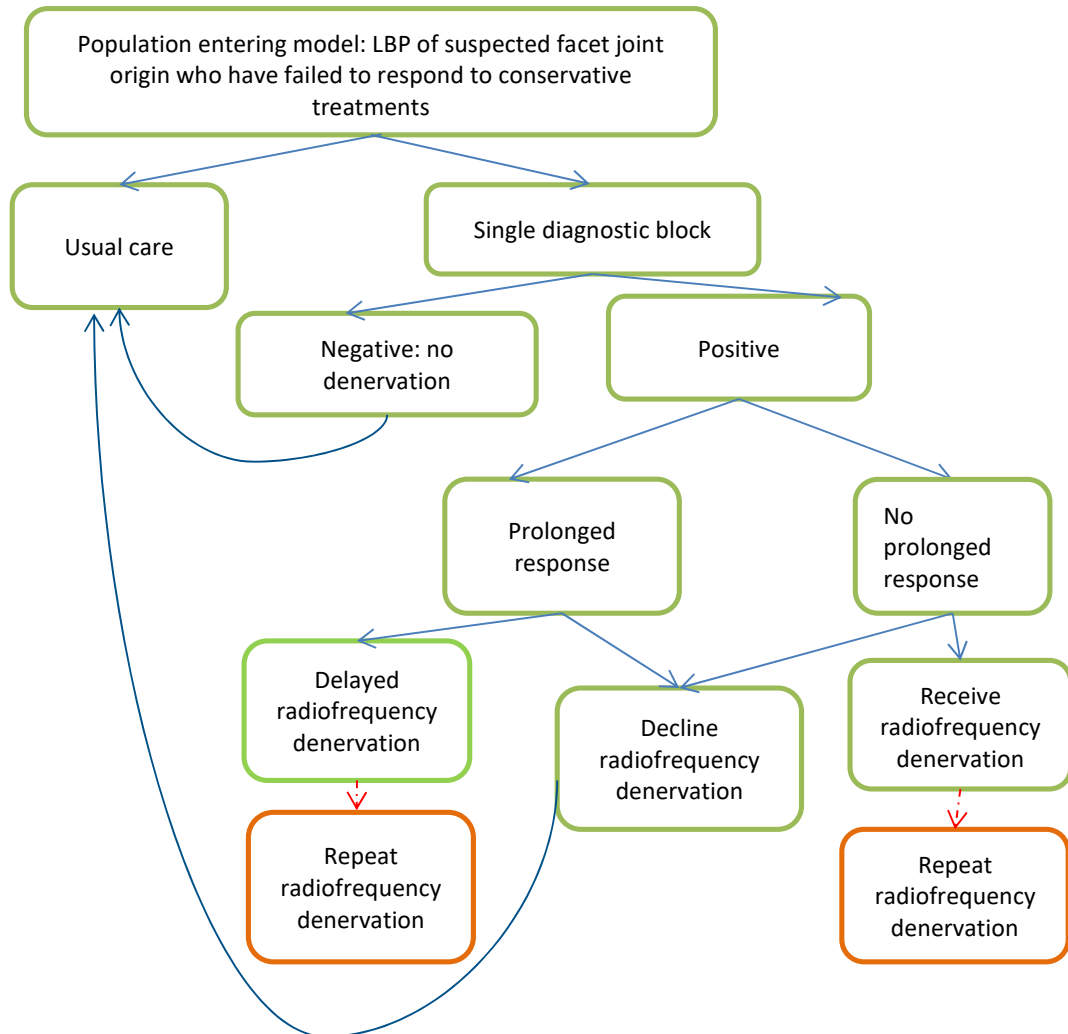 Population entering model: LBP of suspected facet joint
origin who have failed to respond to conservative
treatments
Usual care
Single diagnostic block
Negative: no
denervation
Positive
Prolonged
response
No
prolonged
response
Delayed
radiofrequency
denervation
Decline
radiofrequency
denervation
Receive
radiofrequency
denervation
Repeat
radiofrequency
denervation
Repeat
radiofrequency
denervation